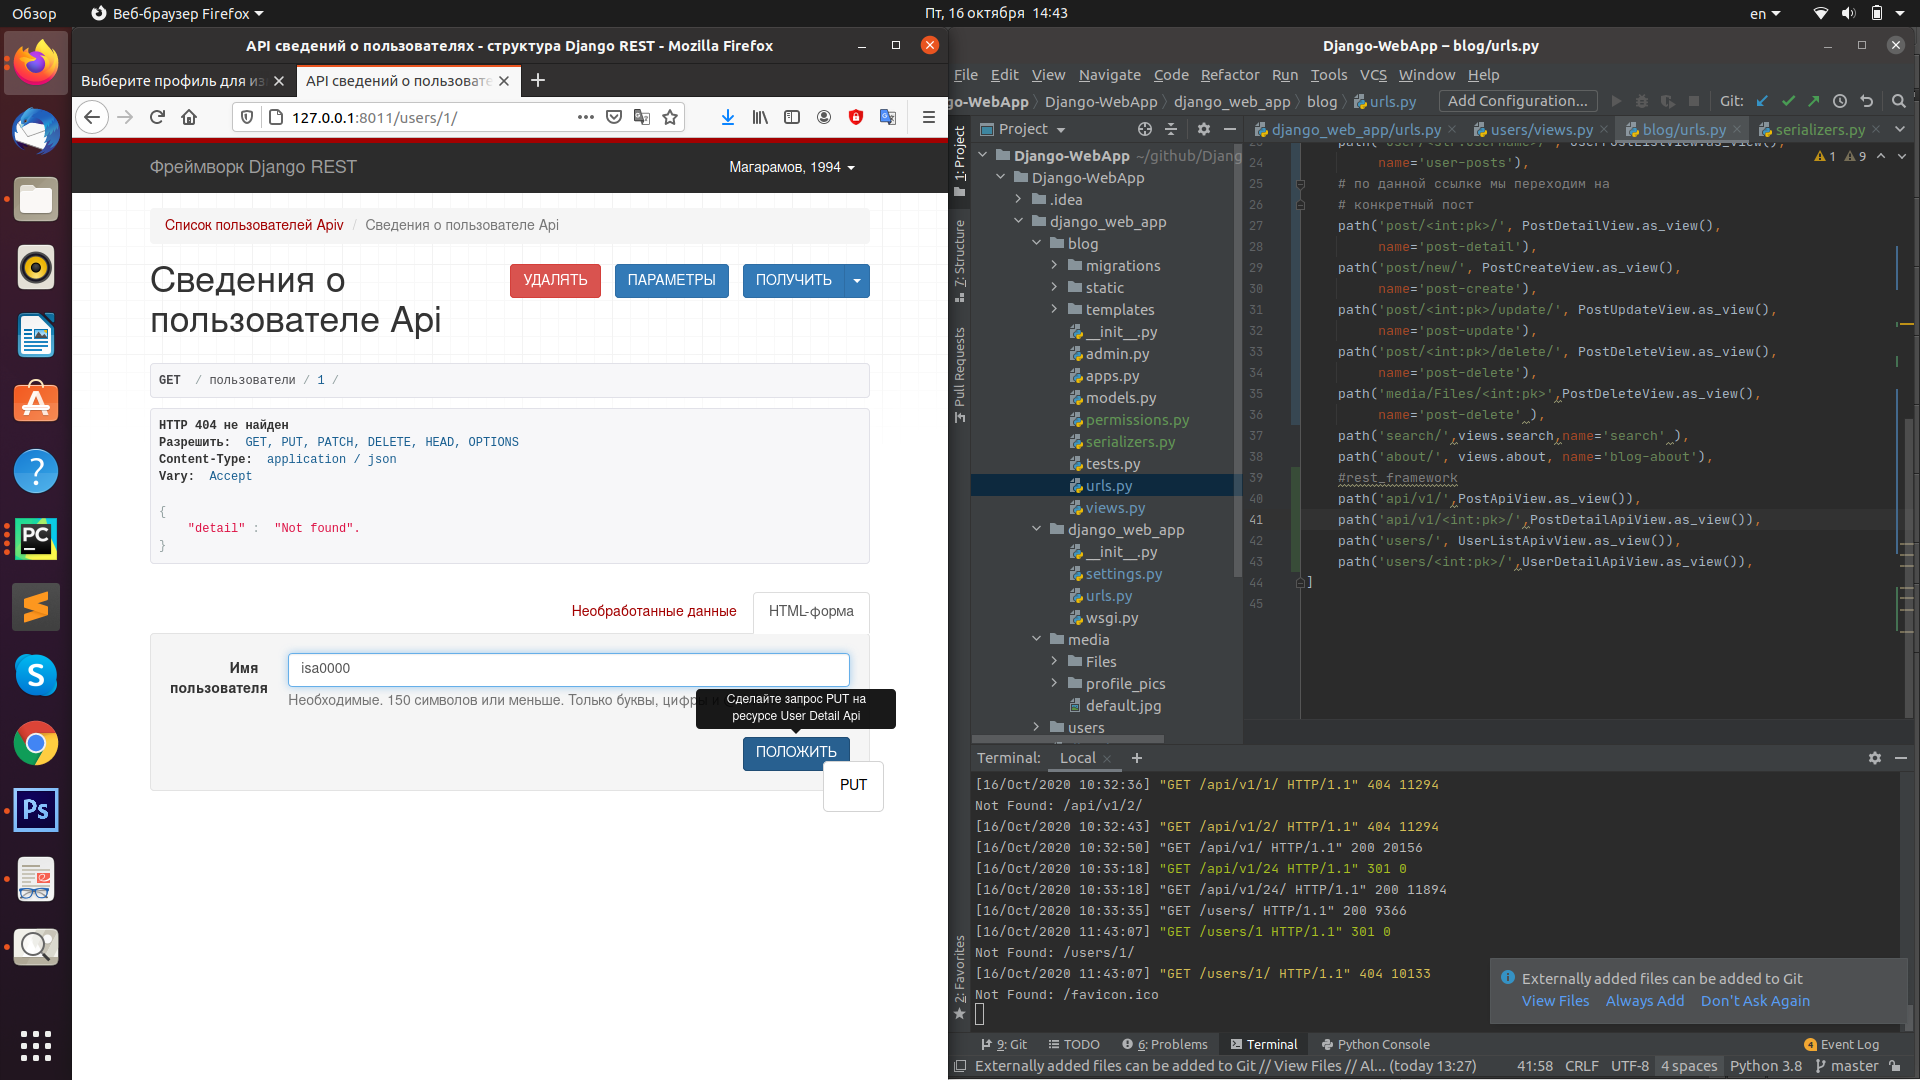 Обзор
Веб-браузер Firefox
Пт, 16 октября 14:43
en
API сведений о пользователях - структура Django REST - Mozilla Firefox
Выберите профиль для из
API сведений о пользовате
127.0.0.1:8011/users/1/
Фреймворк Django REST
Магарамов, 1994
Список пользователей Apiv / Сведения о пользователе Api
Сведения о
пользователе Api
УДАЛЯТЬ
ПАРАМЕТРЫ
ПОЛУЧИТЬ
GET / пользователи / 1 /
HTTP 404 не найден
Разрешить: GET, PUT, PATCH, DELETE, HEAD, OPTIONS
Content-Type: application / json
Vary: Accept
{
"detail" : "Not found".
}
Необработанные данные
HTML-форма
Имя
пользователя
isa0000
Необходимые. 150 символов или меньше. Только буквы, цифры
Сделайте запрос PUT на
ресурсе User Detail Api
ПОЛОЖИТЬ
PUT
Django-WebApp – blog/urls.py
File Edit View Navigate Code Refactor Run Tools VCS Window Help
go-WebApp
Django-WebApp
django_web_app
blog
urls.py
Add Configuration...
Git:
Project
django_web_app/urls.py
users/views.py
blog/urls.py
serializers.py
1: Project
7: Structure
Pull Requests
2: Favorites
Django-WebApp ~/github/Djang
Django-WebApp
.idea
django_web_app
blog
migrations
static
templates
__init__.py
admin.py
apps.py
models.py
permissions.py
serializers.py
tests.py
urls.py
views.py
django_web_app
__init__.py
settings.py
urls.py
wsgi.py
media
Files
profile_pics
default.jpg
users
1 9
23 path('user/<str:username>/', UserPostListView.as_view(),
24 name='user-posts'),
25 # по данной ссылке мы переходим на
26 # конкретный пост
27 path('post/<int:pk>/', PostDetailView.as_view(),
28 name='post-detail'),
29 path('post/new/', PostCreateView.as_view(),
30 name='post-create'),
31 path('post/<int:pk>/update/', PostUpdateView.as_view(),
32 name='post-update'),
33 path('post/<int:pk>/delete/', PostDeleteView.as_view(),
34 name='post-delete'),
35 path('media/Files/<int:pk>',PostDeleteView.as_view(),
36 name='post-delete' ),
37 path('search/',views.search,name='search' ),
38 path('about/', views.about, name='blog-about'),
39 #rest_framework
40 path('api/v1/',PostApiView.as_view()),
41 path('api/v1/<int:pk>/',PostDetailApiView.as_view()),
42 path('users/', UserListApivView.as_view()),
43 path('users/<int:pk>/',UserDetailApiView.as_view()),
44 ]
45
Terminal:
Local
[16/Oct/2020 10:32:36] "GET /api/v1/1/ HTTP/1.1" 404 11294
Not Found: /api/v1/2/
[16/Oct/2020 10:32:43] "GET /api/v1/2/ HTTP/1.1" 404 11294
[16/Oct/2020 10:32:50] "GET /api/v1/ HTTP/1.1" 200 20156
[16/Oct/2020 10:33:18] "GET /api/v1/24 HTTP/1.1" 301 0
[16/Oct/2020 10:33:18] "GET /api/v1/24/ HTTP/1.1" 200 11894
[16/Oct/2020 10:33:35] "GET /users/ HTTP/1.1" 200 9366
[16/Oct/2020 11:43:07] "GET /users/1 HTTP/1.1" 301 0
Not Found: /users/1/
[16/Oct/2020 11:43:07] "GET /users/1/ HTTP/1.1" 404 10133
Not Found: /favicon.ico
Externally added files can be added to Git
View Files Always Add Don't Ask Again
9: Git
TODO
6: Problems
Terminal
Python Console
4 Event Log
Externally added files can be added to Git // View Files // Al... (today 13:27)
41:58 CRLF UTF-8 4 spaces Python 3.8 master